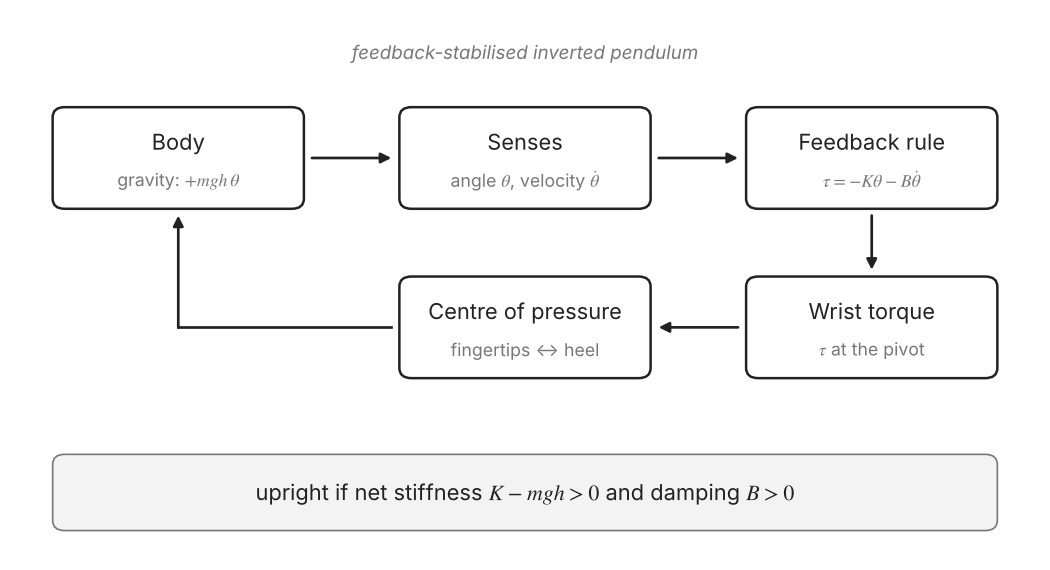 feedback-stabilised inverted pendulum
Body
gravity: +mgh θ
Senses
angle θ, velocity θ̇
Feedback rule
τ = −Kθ − Bθ̇
Centre of pressure
fingertips ↔ heel
Wrist torque
τ at the pivot
upright if net stiffness K − mgh > 0 and damping B > 0